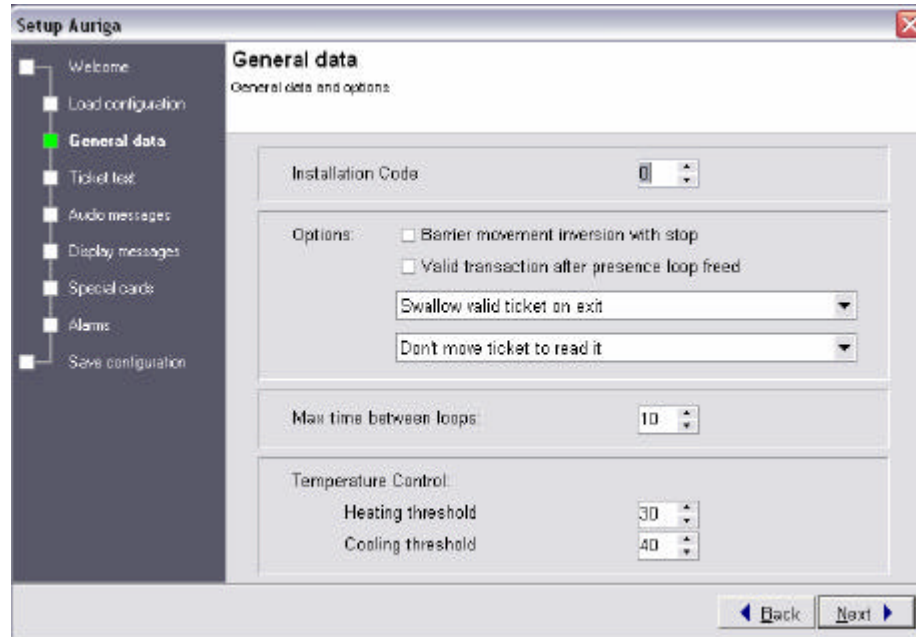 Setup Auriga
Welcome
Load configuration
General data
Ticket text
Audio messages
Display messages
Special cards
Alarms
Save configuration
General data
General data and options
Installation Code 0
Options: Barrier movement inversion with stop
Valid transaction after presence loop freed
Swallow valid ticket on exit
Don't move ticket to read it
Max time between loops: 10
Temperature Control:
Heating threshold 30
Cooling threshold 40
Back Next